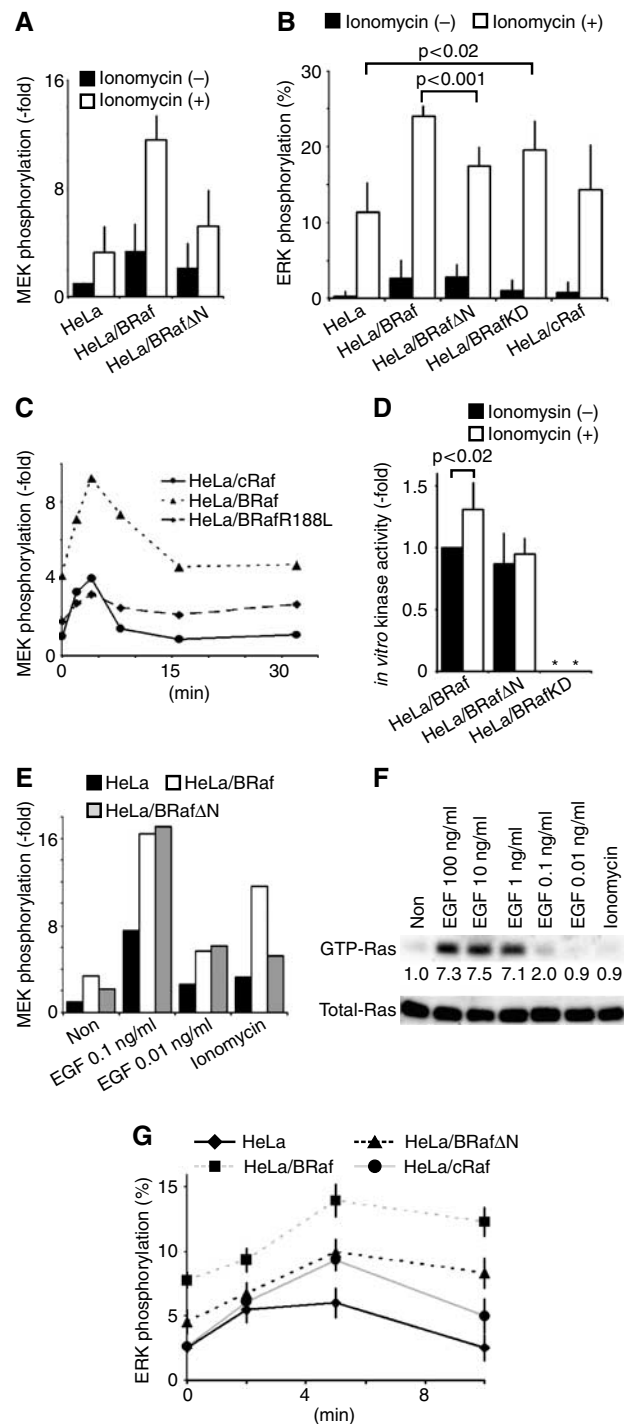 A
MEK phosphorylation (-fold)
16
8
0
Ionomycin (–)
Ionomycin (+)
HeLa
HeLa/BRaf
HeLa/BRafΔN
B
Ionomycin (–) Ionomycin (+)
p<0.02
p<0.001
ERK phosphorylation (%)
30
20
10
0
HeLa
HeLa/BRaf
HeLa/BRafΔN
HeLa/BRafKD
HeLa/cRaf
C
MEK phosphorylation (-fold)
8
4
0
HeLa/cRaf
HeLa/BRaf
HeLa/BRafR188L
0 15 30
(min)
D
Ionomysin (–)
Ionomycin (+)
p<0.02
in vitro kinase activity (-fold)
1.5
1.0
0.5
0
* *
HeLa/BRaf
HeLa/BRafΔN
HeLa/BRafKD
E
HeLa HeLa/BRaf
HeLa/BRafΔN
MEK phosphorylation (-fold)
16
8
0
Non
EGF 0.1 ng/ml
EGF 0.01 ng/ml
Ionomycin
F
Non
EGF 100 ng/ml
EGF 10 ng/ml
EGF 1 ng/ml
EGF 0.1 ng/ml
EGF 0.01 ng/ml
Ionomycin
GTP-Ras
1.0 7.3 7.5 7.1 2.0 0.9 0.9
Total-Ras
G
HeLa HeLa/BRafΔN
HeLa/BRaf HeLa/cRaf
ERK phosphorylation (%)
15
10
5
0
0 4 8
(min)